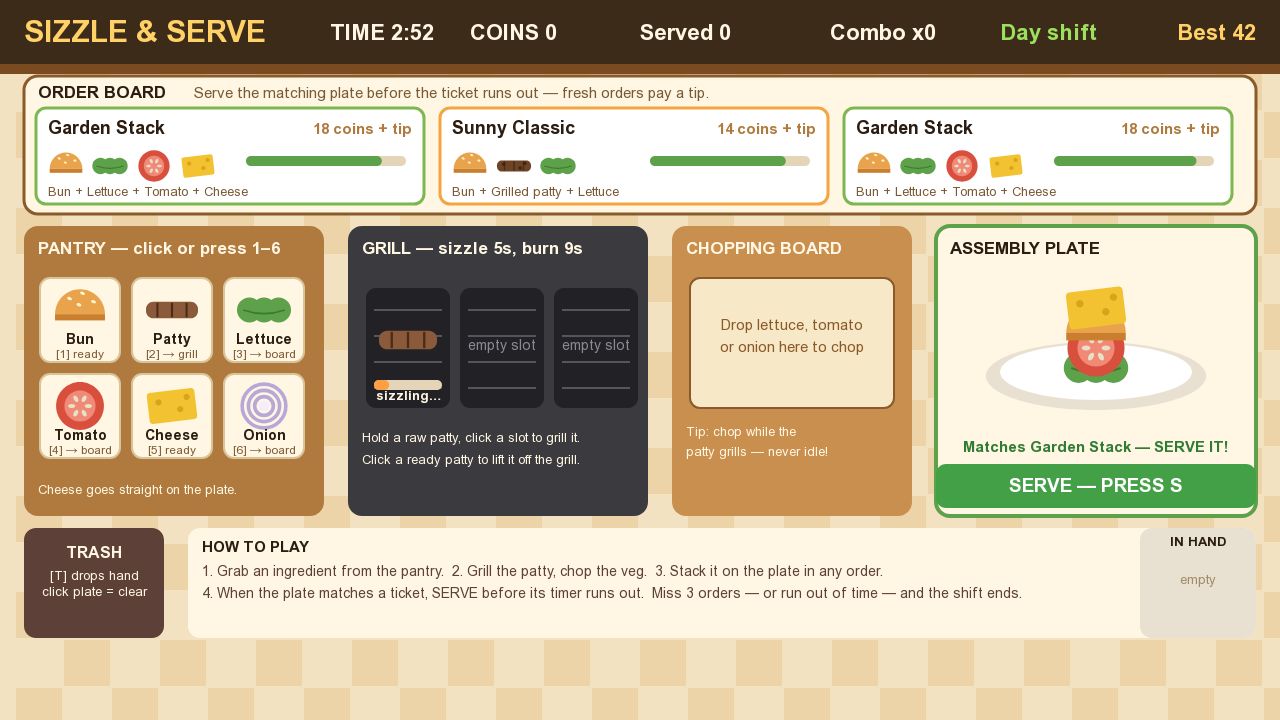 SIZZLE & SERVE
TIME 2:52
COINS 0
Served 0
Combo x0
Day shift
Best 42
ORDER BOARD
Serve the matching plate before the ticket runs out — fresh orders pay a tip.
Garden Stack
18 coins + tip
Bun + Lettuce + Tomato + Cheese
Sunny Classic
14 coins + tip
Bun + Grilled patty + Lettuce
Garden Stack
18 coins + tip
Bun + Lettuce + Tomato + Cheese
PANTRY — click or press 1–6
Bun
[1] ready
Patty
[2] → grill
Lettuce
[3] → board
Tomato
[4] → board
Cheese
[5] ready
Onion
[6] → board
Cheese goes straight on the plate.
GRILL — sizzle 5s, burn 9s
sizzling...
empty slot
empty slot
Hold a raw patty, click a slot to grill it.
Click a ready patty to lift it off the grill.
CHOPPING BOARD
Drop lettuce, tomato
or onion here to chop
Tip: chop while the
patty grills — never idle!
ASSEMBLY PLATE
Matches Garden Stack — SERVE IT!
SERVE — PRESS S
TRASH
[T] drops hand
click plate = clear
HOW TO PLAY
1. Grab an ingredient from the pantry.  2. Grill the patty, chop the veg.  3. Stack it on the plate in any order.
4. When the plate matches a ticket, SERVE before its timer runs out.  Miss 3 orders — or run out of time — and the shift ends.
IN HAND
empty